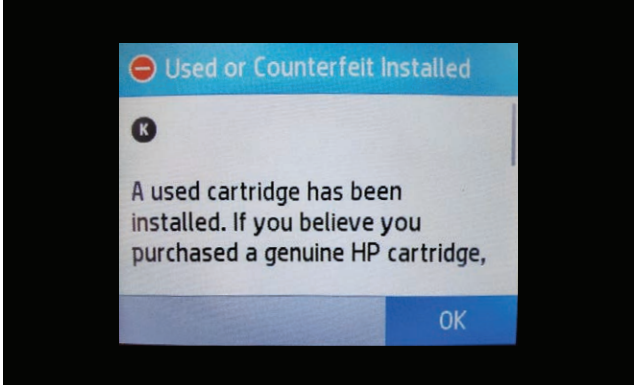 Used or Counterfeit Installed
K
A used cartridge has been
installed. If you believe you
purchased a genuine HP cartridge,
OK